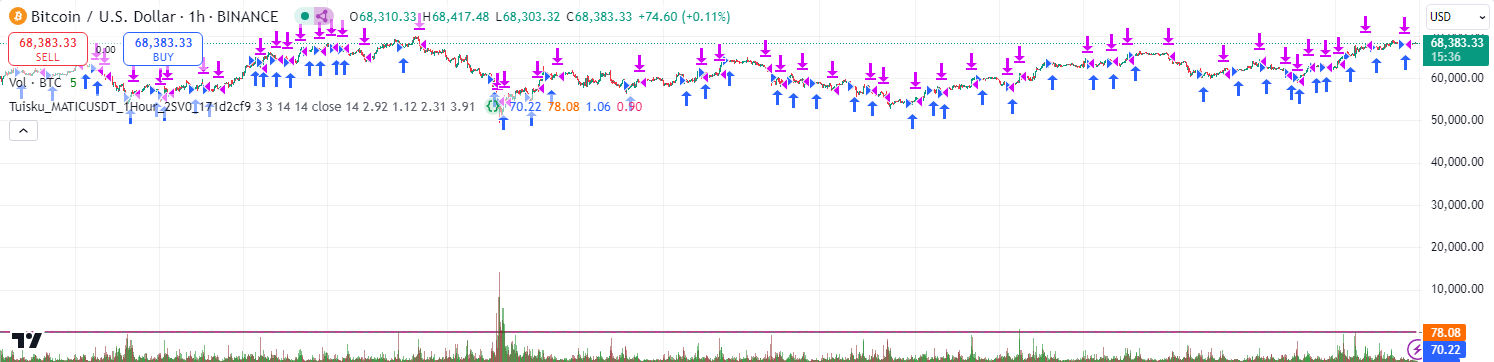 Bitcoin / U.S. Dollar · 1h · BINANCE O68,310.33 H68,417.48 L68,303.32 C68,383.33 +74.60 (+0.11%)
USD
68,383.33 SELL
0.00
68,383.33 BUY
68,383.33
15:36
Vol · BTC 5
60,000.00
Tuisku_MATICUSDT_1Hour_2SV0_171d2cf9 3 3 14 14 close 14 2.92 1.12 2.31 3.91 70.22 78.08 1.06 0.90
50,000.00
40,000.00
30,000.00
20,000.00
10,000.00
78.08
70.22